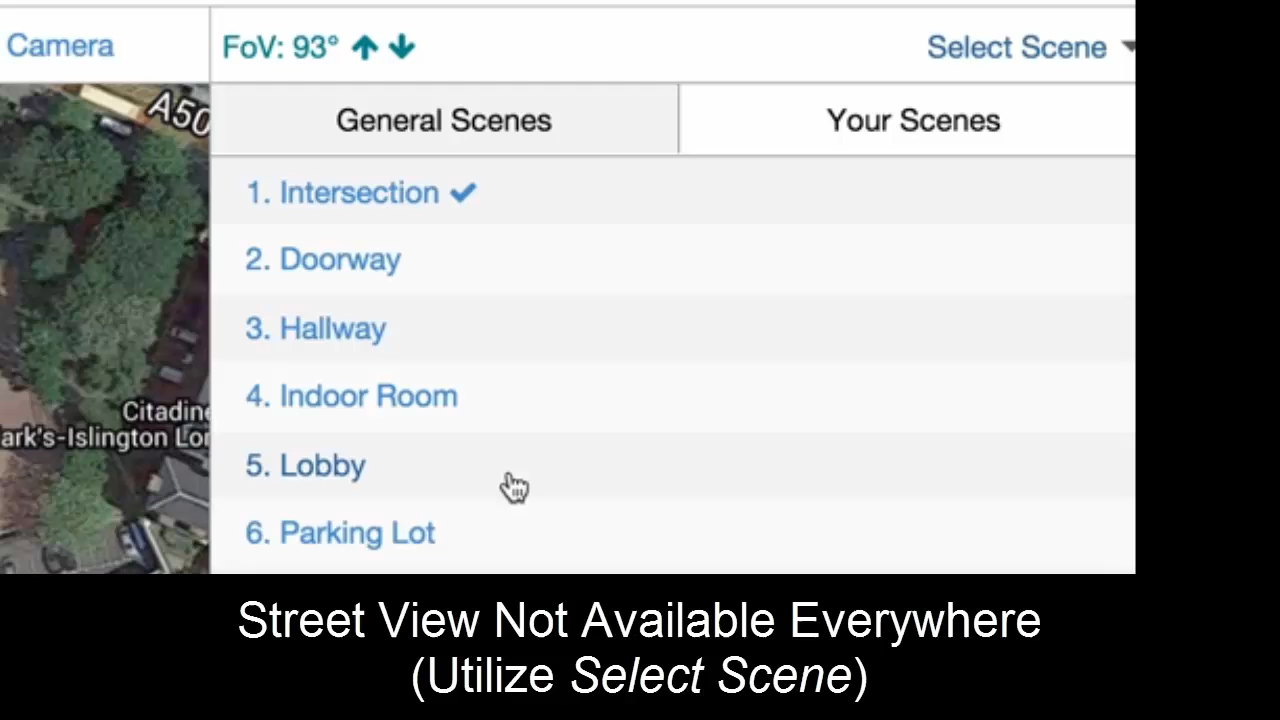 Camera
FoV: 93°
Select Scene
General Scenes
Your Scenes
1. Intersection
2. Doorway
3. Hallway
4. Indoor Room
5. Lobby
6. Parking Lot
A50
Citadine
ark's-Islington Lon
Street View Not Available Everywhere
(Utilize Select Scene)